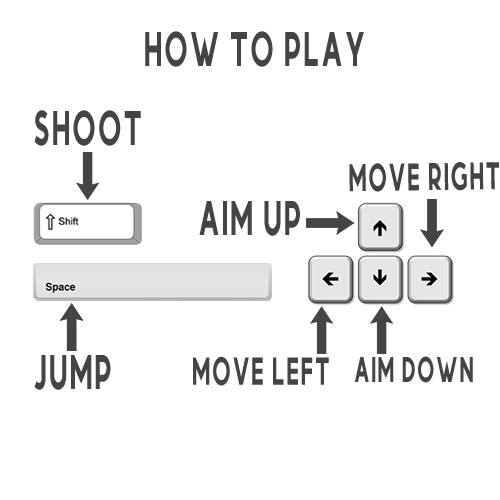 HOW TO PLAY
SHOOT
MOVE RIGHT
Shift
AIM UP
Space
JUMP
MOVE LEFT
AIM DOWN